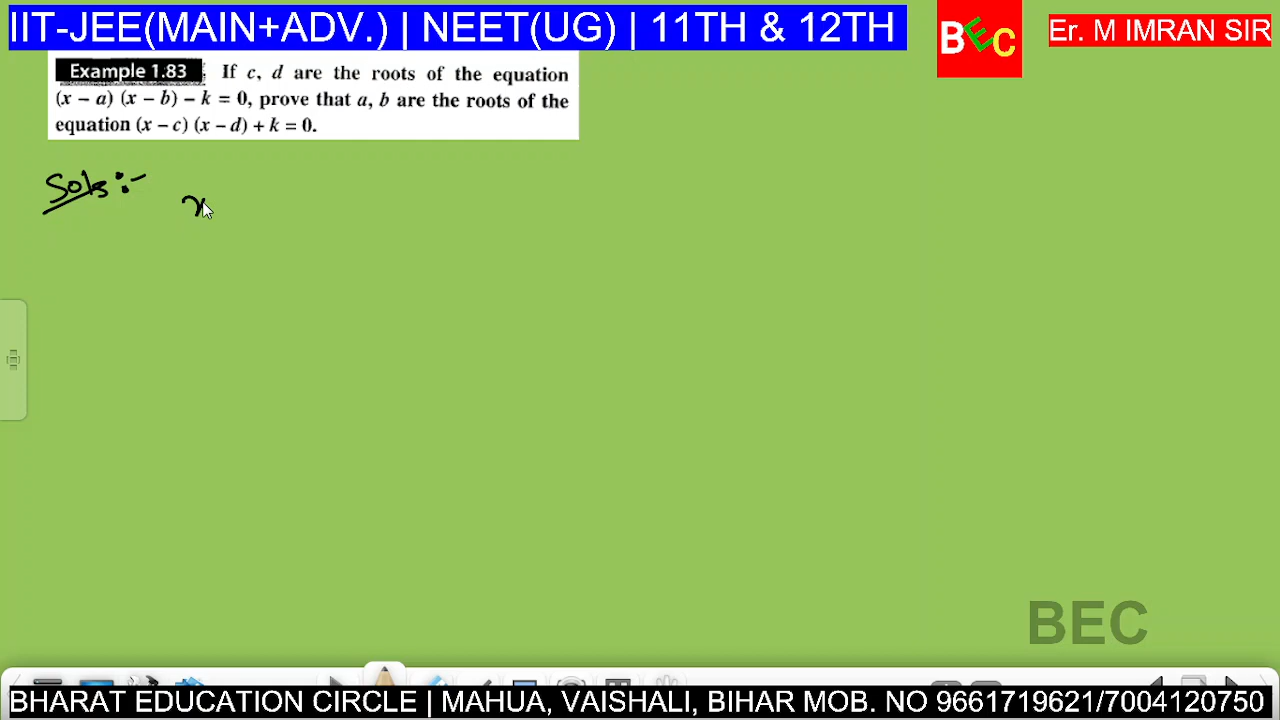 IIT-JEE(MAIN+ADV.) | NEET(UG) | 11TH & 12TH
BEC
Er. M IMRAN SIR
Example 1.83 If c, d are the roots of the equation
(x – a) (x – b) – k = 0, prove that a, b are the roots of the
equation (x – c) (x – d) + k = 0.
Soln:-
x
BEC
BHARAT EDUCATION CIRCLE | MAHUA, VAISHALI, BIHAR MOB. NO 9661719621/7004120750